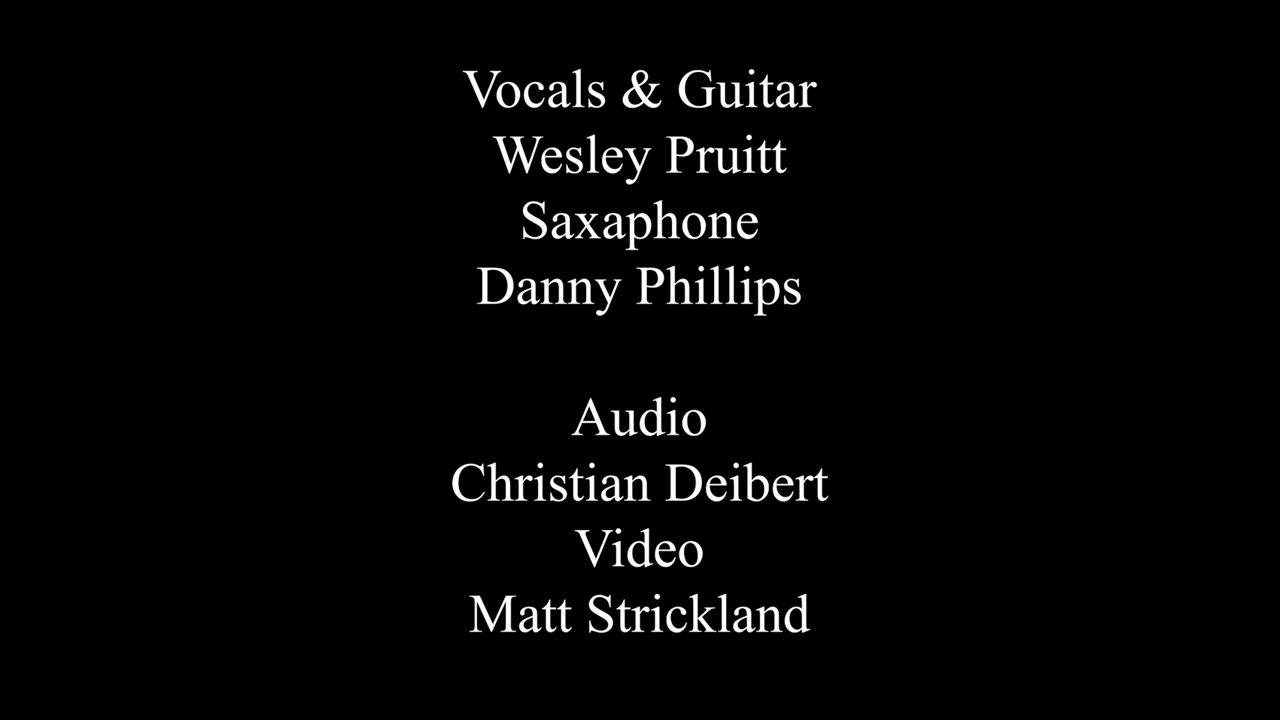 Vocals & Guitar
Wesley Pruitt
Saxaphone
Danny Phillips
Audio
Christian Deibert
Video
Matt Strickland